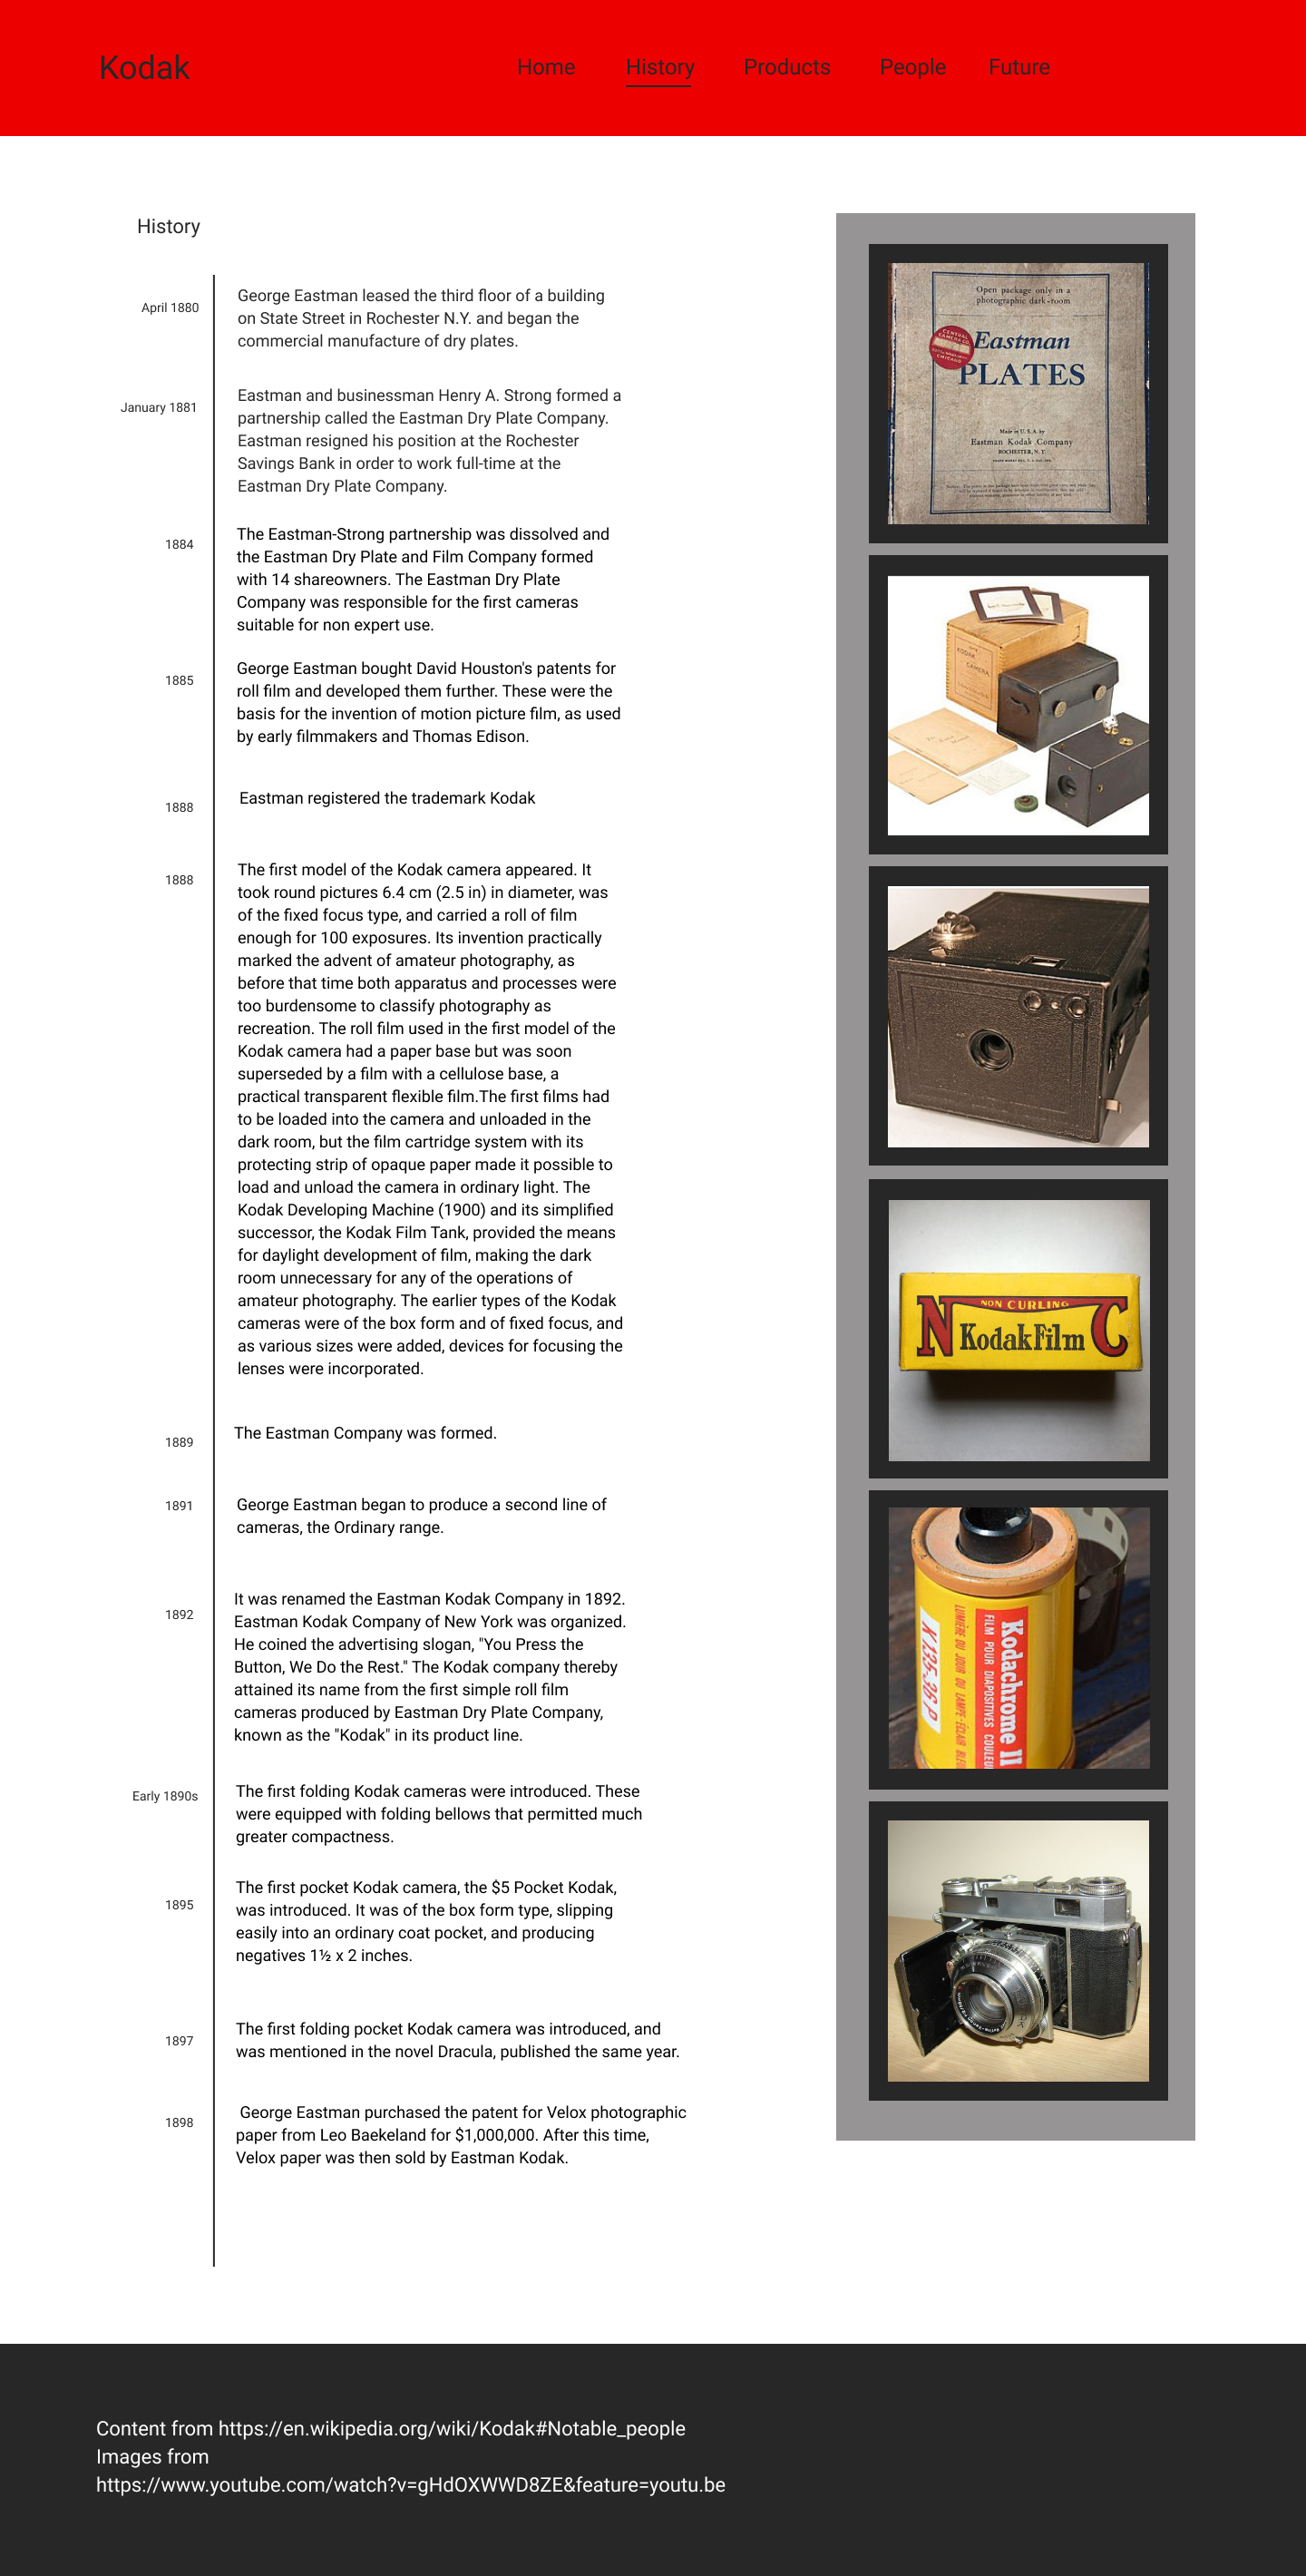 Kodak
Home
History
Products
People
Future
History
April 1880
George Eastman leased the third floor of a building
on State Street in Rochester N.Y. and began the
commercial manufacture of dry plates.
January 1881
Eastman and businessman Henry A. Strong formed a
partnership called the Eastman Dry Plate Company.
Eastman resigned his position at the Rochester
Savings Bank in order to work full-time at the
Eastman Dry Plate Company.
1884
The Eastman-Strong partnership was dissolved and
the Eastman Dry Plate and Film Company formed
with 14 shareowners. The Eastman Dry Plate
Company was responsible for the first cameras
suitable for non expert use.
1885
George Eastman bought David Houston's patents for
roll film and developed them further. These were the
basis for the invention of motion picture film, as used
by early filmmakers and Thomas Edison.
1888
Eastman registered the trademark Kodak
1888
The first model of the Kodak camera appeared. It
took round pictures 6.4 cm (2.5 in) in diameter, was
of the fixed focus type, and carried a roll of film
enough for 100 exposures. Its invention practically
marked the advent of amateur photography, as
before that time both apparatus and processes were
too burdensome to classify photography as
recreation. The roll film used in the first model of the
Kodak camera had a paper base but was soon
superseded by a film with a cellulose base, a
practical transparent flexible film.The first films had
to be loaded into the camera and unloaded in the
dark room, but the film cartridge system with its
protecting strip of opaque paper made it possible to
load and unload the camera in ordinary light. The
Kodak Developing Machine (1900) and its simplified
successor, the Kodak Film Tank, provided the means
for daylight development of film, making the dark
room unnecessary for any of the operations of
amateur photography. The earlier types of the Kodak
cameras were of the box form and of fixed focus, and
as various sizes were added, devices for focusing the
lenses were incorporated.
1889
The Eastman Company was formed.
1891
George Eastman began to produce a second line of
cameras, the Ordinary range.
1892
It was renamed the Eastman Kodak Company in 1892.
Eastman Kodak Company of New York was organized.
He coined the advertising slogan, "You Press the
Button, We Do the Rest." The Kodak company thereby
attained its name from the first simple roll film
cameras produced by Eastman Dry Plate Company,
known as the "Kodak" in its product line.
Early 1890s
The first folding Kodak cameras were introduced. These
were equipped with folding bellows that permitted much
greater compactness.
1895
The first pocket Kodak camera, the $5 Pocket Kodak,
was introduced. It was of the box form type, slipping
easily into an ordinary coat pocket, and producing
negatives 1½ x 2 inches.
1897
The first folding pocket Kodak camera was introduced, and
was mentioned in the novel Dracula, published the same year.
1898
George Eastman purchased the patent for Velox photographic
paper from Leo Baekeland for $1,000,000. After this time,
Velox paper was then sold by Eastman Kodak.
Open package only in a
photographic dark-room
CENTRAL
CAMERA CO.
CHICAGO
Eastman
PLATES
Made in U. S. A. by
Eastman Kodak Company
ROCHESTER, N. Y.
KODAK
CAMERA
NON CURLING
N KodakFilm C
Kodachrome II
FILM POUR DIAPOSITIVES COULEU
LUMIÈRE DU JOUR OU LAMPE-ÉCLAIR BLEU
K 135-36 P
Content from https://en.wikipedia.org/wiki/Kodak#Notable_people
Images from
https://www.youtube.com/watch?v=gHdOXWWD8ZE&feature=youtu.be